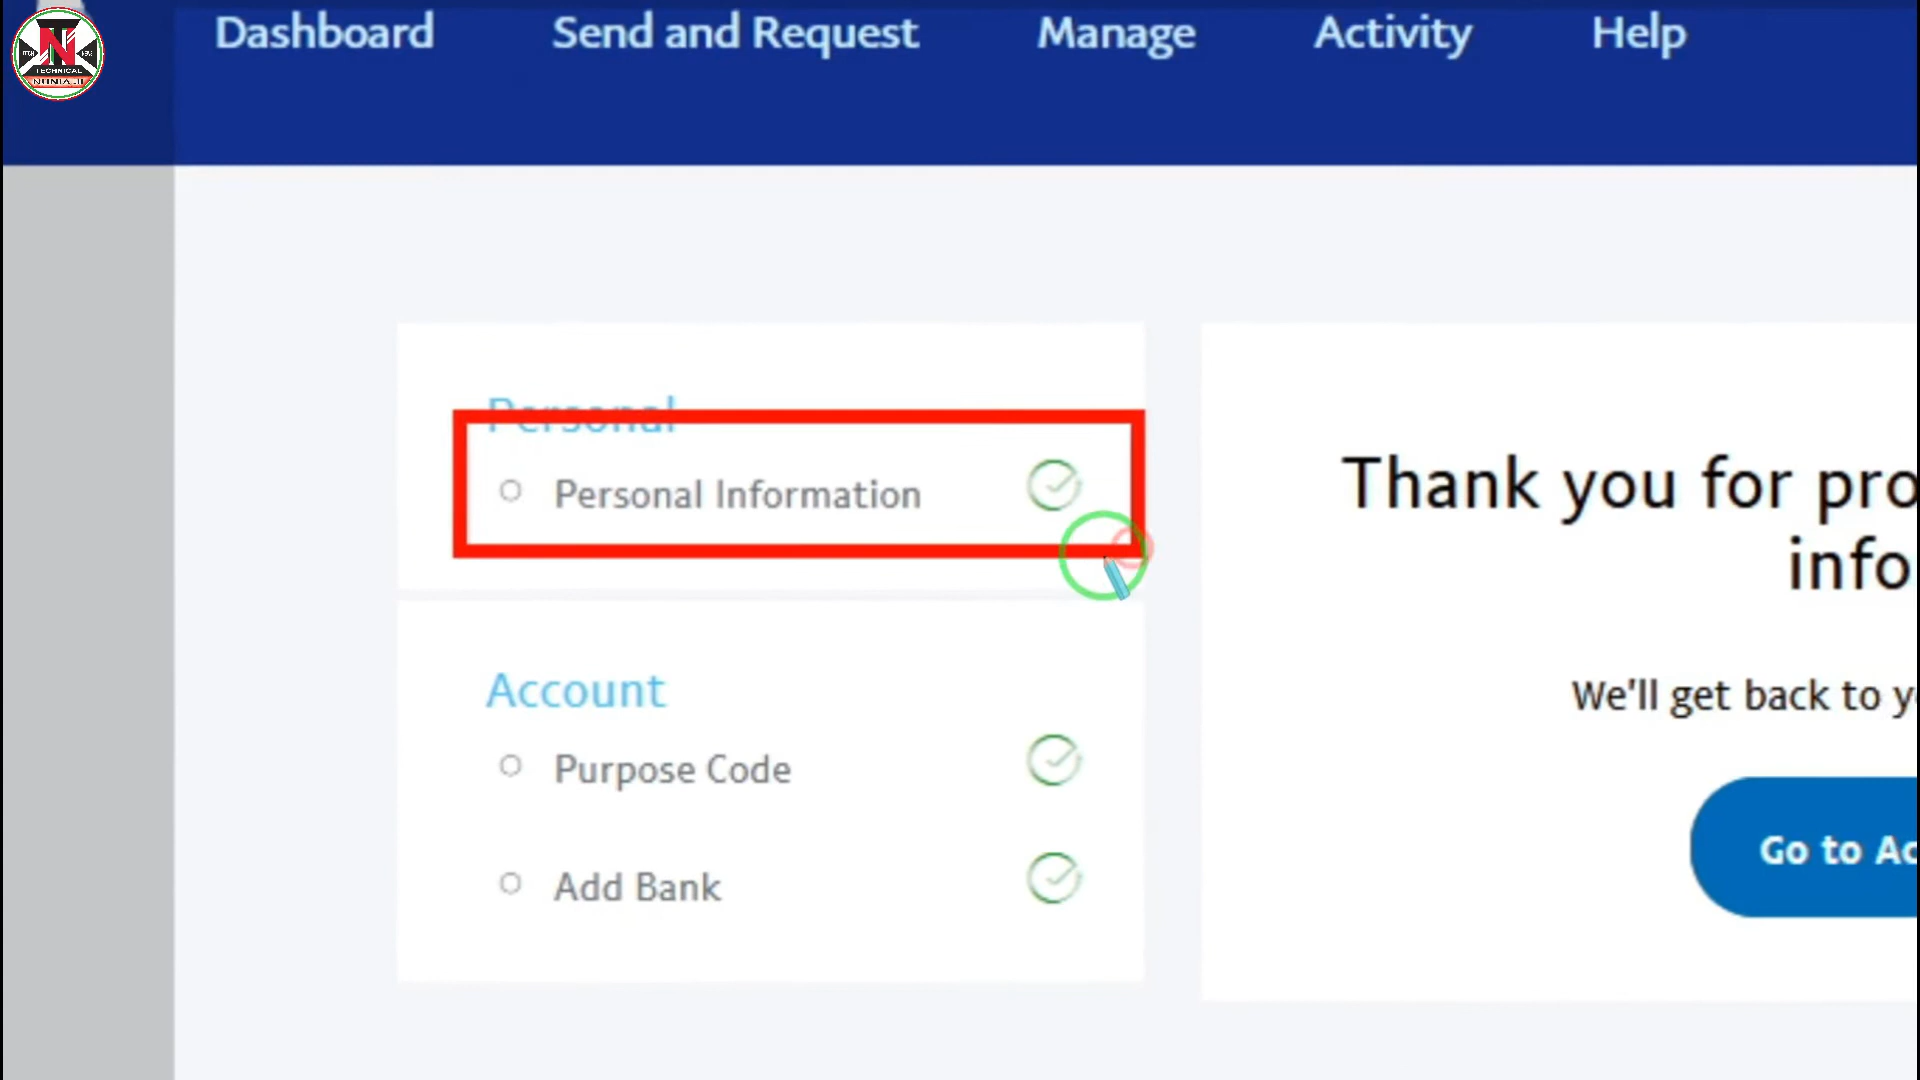 Dashboard Send and Request Manage Activity Help
N
TECHNICAL
Personal
Personal Information
Account
Purpose Code
Add Bank
Thank you for pro
info
We'll get back to y
Go to Ac